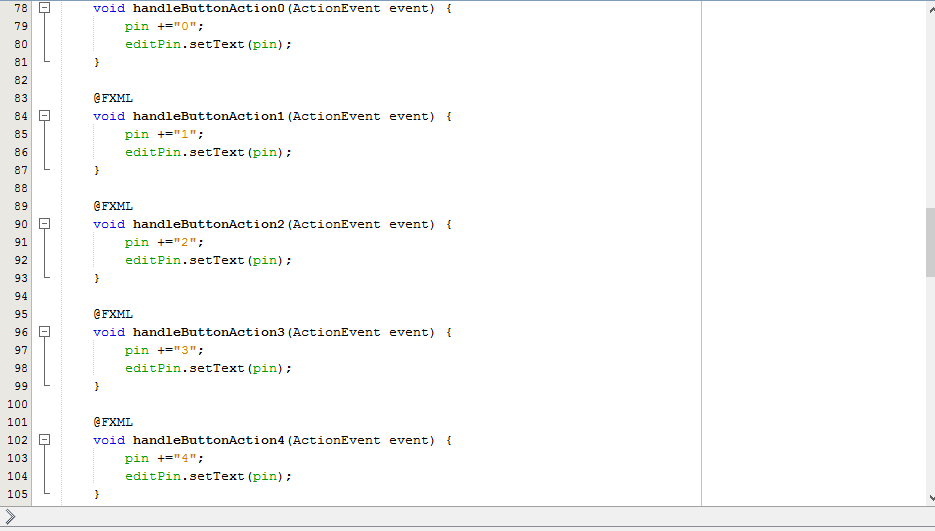 78 void handleButtonAction0(ActionEvent event) {
79 pin +="0";
80 editPin.setText(pin);
81 }
82
83 @FXML
84 void handleButtonAction1(ActionEvent event) {
85 pin +="1";
86 editPin.setText(pin);
87 }
88
89 @FXML
90 void handleButtonAction2(ActionEvent event) {
91 pin +="2";
92 editPin.setText(pin);
93 }
94
95 @FXML
96 void handleButtonAction3(ActionEvent event) {
97 pin +="3";
98 editPin.setText(pin);
99 }
100
101 @FXML
102 void handleButtonAction4(ActionEvent event) {
103 pin +="4";
104 editPin.setText(pin);
105 }